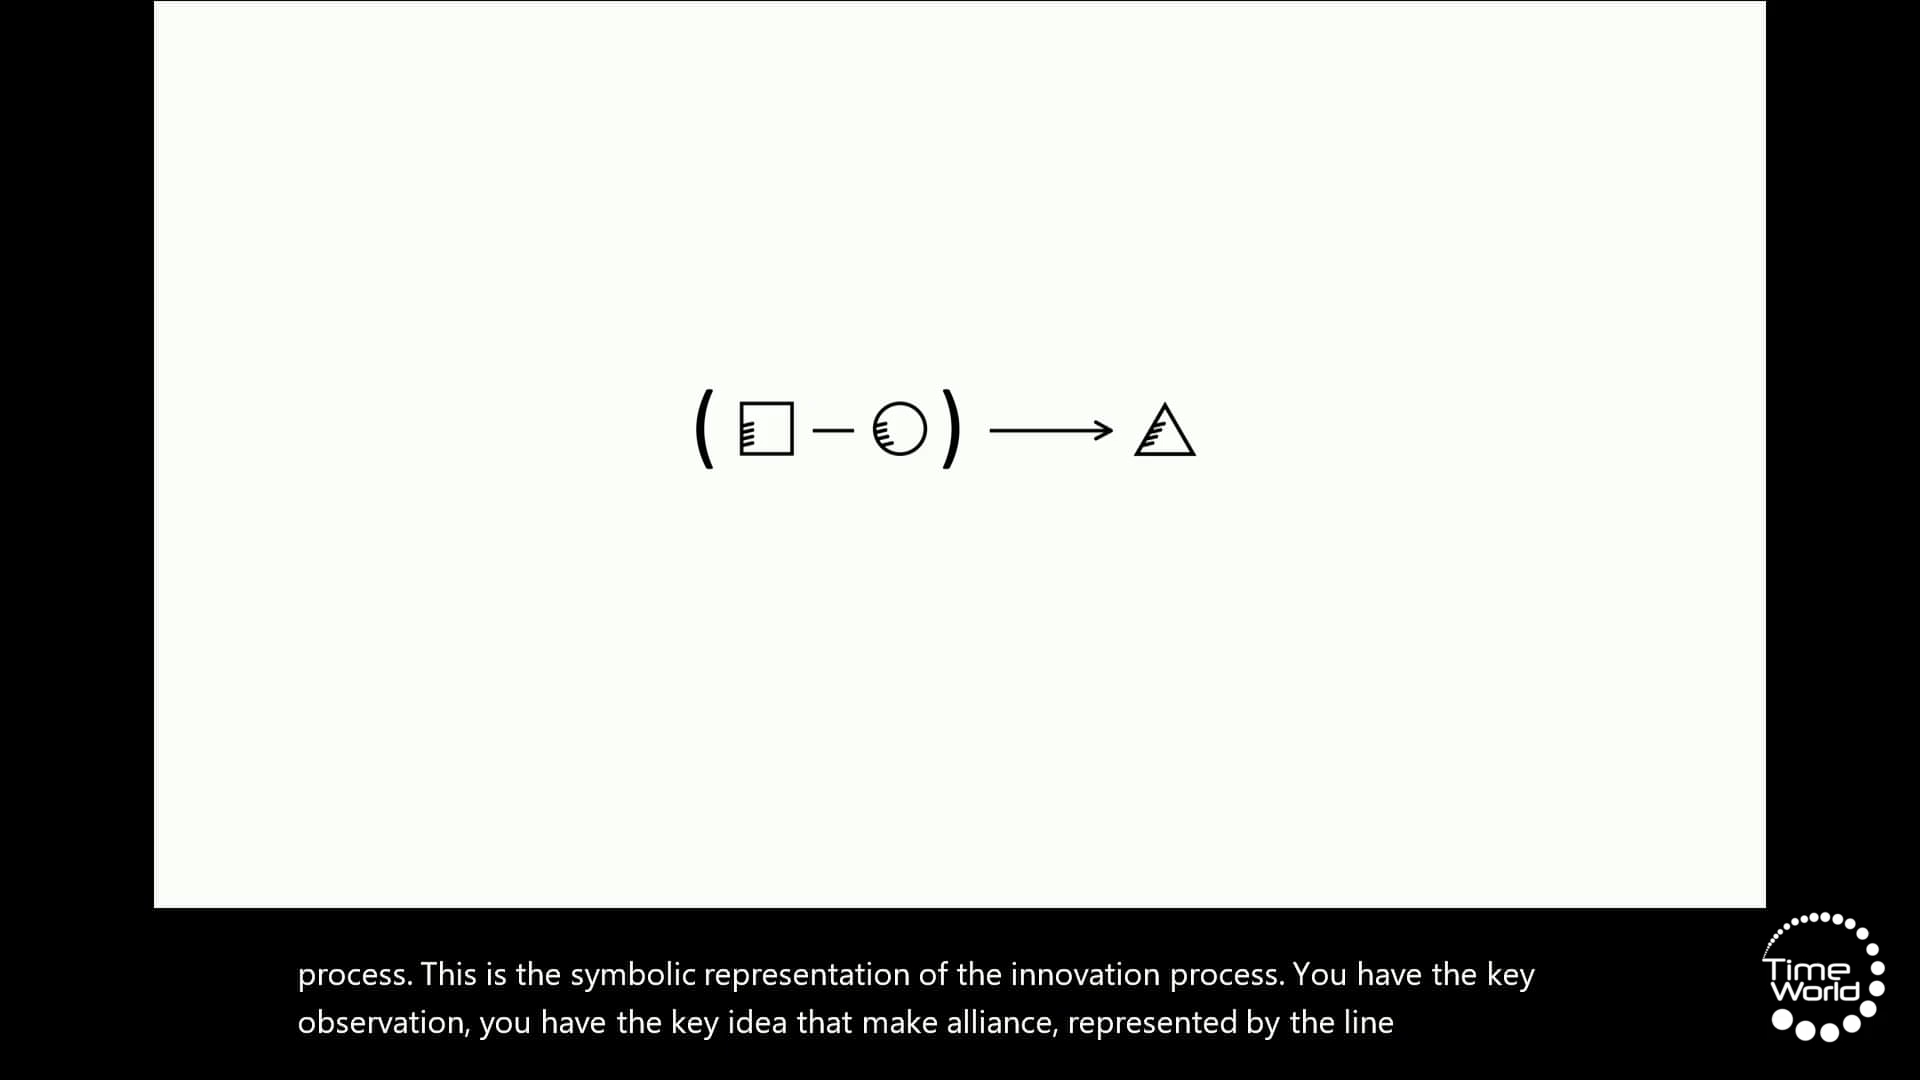 ( – ) →
process. This is the symbolic representation of the innovation process. You have the key
observation, you have the key idea that make alliance, represented by the line
Time
World